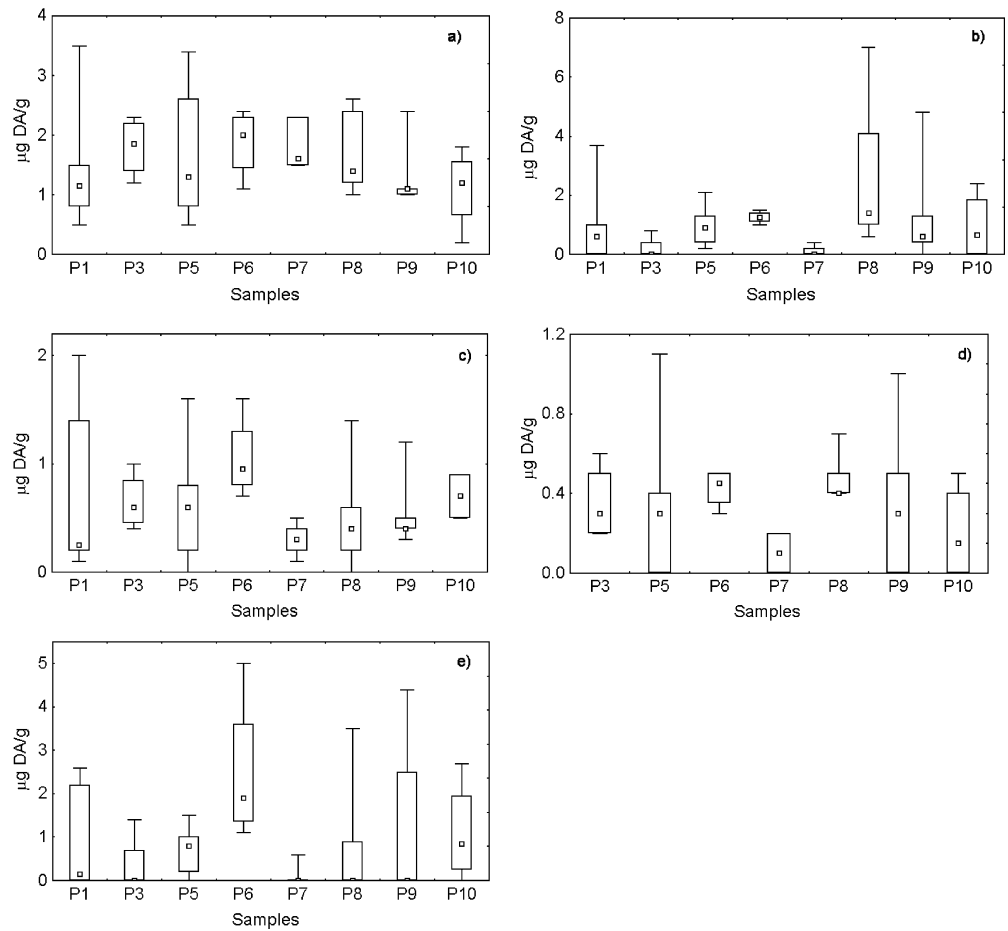 a)
µg DA/g
4
3
2
1
0
P1 P3 P5 P6 P7 P8 P9 P10
Samples
b)
µg DA/g
8
6
4
2
0
P1 P3 P5 P6 P7 P8 P9 P10
Samples
c)
µg DA/g
2
1
0
P1 P3 P5 P6 P7 P8 P9 P10
Samples
d)
µg DA/g
1.2
0.8
0.4
0.0
P3 P5 P6 P7 P8 P9 P10
Samples
e)
µg DA/g
5
4
3
2
1
0
P1 P3 P5 P6 P7 P8 P9 P10
Samples